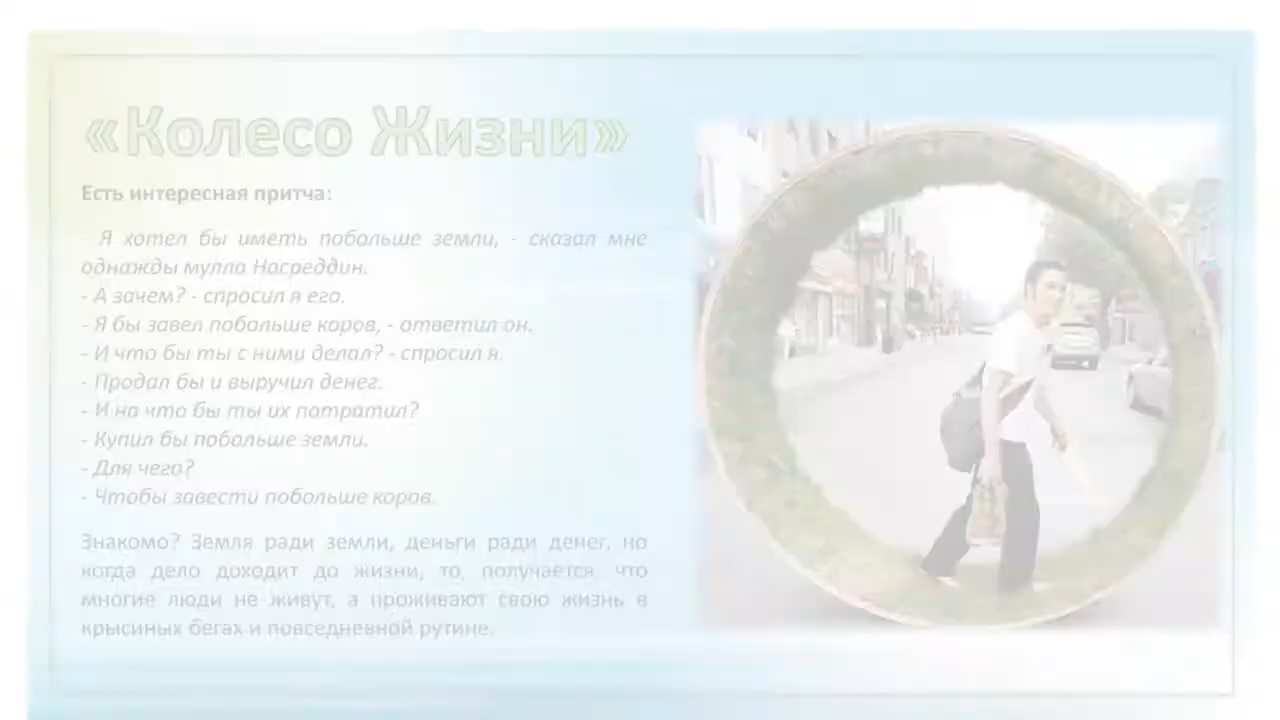 «Колесо Жизни»
Есть интересная притча:
- Я хотел бы иметь побольше земли, - сказал мне
однажды мулла Насреддин.
- А зачем? - спросил я его.
- Я бы завел побольше коров, - ответил он.
- И что бы ты с ними делал? - спросил я.
- Продал бы и выручил денег.
- И на что бы ты их потратил?
- Купил бы побольше земли.
- Для чего?
- Чтобы завести побольше коров.
Знакомо? Земля ради земли, деньги ради денег, но
когда дело доходит до жизни, то, получается, что
многие люди не живут, а проживают свою жизнь в
крысиных бегах и повседневной рутине.